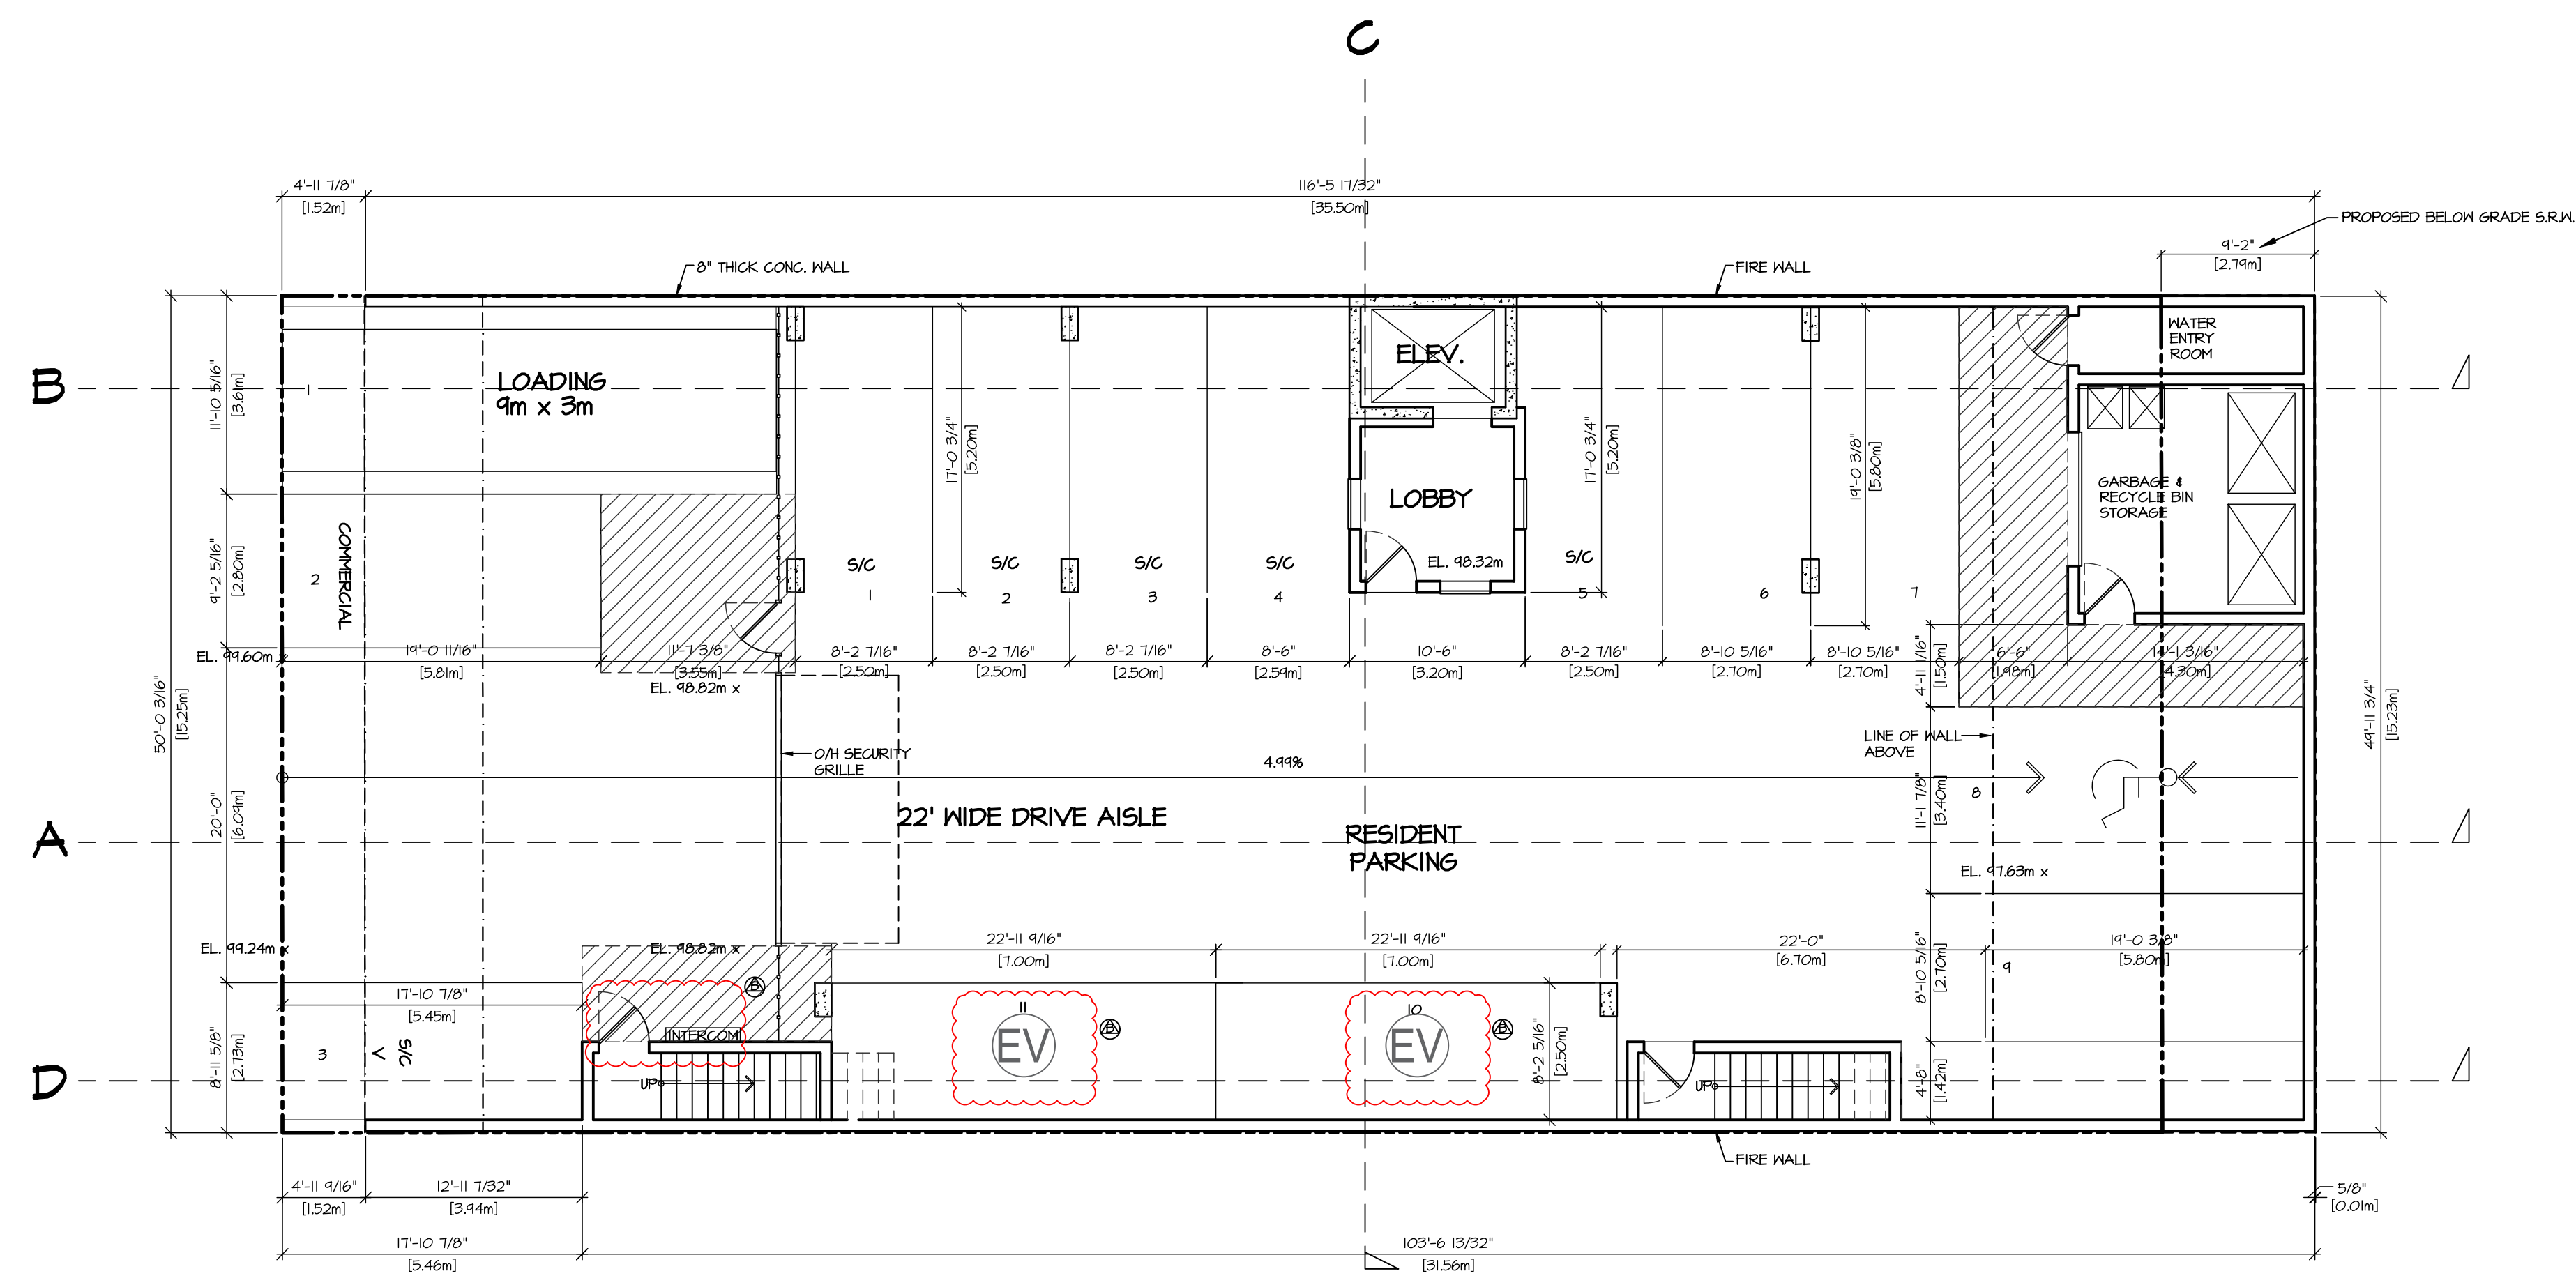 C
4'-11 7/8"
[1.52m]
116'-5 17/32"
[35.50m]
PROPOSED BELOW GRADE S.R.W.
9'-2"
[2.79m]
8" THICK CONC. WALL
FIRE WALL
WATER
ENTRY
ROOM
ELEV.
B
1
LOADING
9m x 3m
11'-10 5/16"
[3.61m]
17'-0 3/4"
[5.20m]
17'-0 3/4"
[5.20m]
19'-0 3/8"
[5.80m]
LOBBY
GARBAGE &
RECYCLE BIN
STORAGE
COMMERCIAL
2
9'-2 5/16"
[2.80m]
EL. 98.32m
S/C
1
S/C
2
S/C
3
S/C
4
S/C
5
6
7
EL. 99.60m
19'-0 11/16"
[5.81m]
11'-7 3/8"
[3.55m]
EL. 98.82m x
8'-2 7/16"
[2.50m]
8'-2 7/16"
[2.50m]
8'-2 7/16"
[2.50m]
8'-6"
[2.59m]
10'-6"
[3.20m]
8'-2 7/16"
[2.50m]
8'-10 5/16"
[2.70m]
8'-10 5/16"
[2.70m]
4'-11 1/16"
[1.50m]
6'-6"
[1.98m]
14'-1 3/16"
[4.30m]
50'-0 3/16"
[15.25m]
49'-11 3/4"
[15.23m]
O/H SECURITY
GRILLE
4.99%
LINE OF WALL
ABOVE
20'-0"
[6.09m]
11'-1 7/8"
[3.40m]
8
A
22' WIDE DRIVE AISLE
RESIDENT
PARKING
EL. 97.63m x
EL. 99.24m x
EL. 98.82m x
22'-11 9/16"
[7.00m]
22'-11 9/16"
[7.00m]
22'-0"
[6.70m]
8'-10 5/16"
[2.70m]
9
19'-0 3/8"
[5.80m]
17'-10 7/8"
[5.45m]
B
11
EV
B
10
EV
B
8'-2 5/16"
[2.50m]
INTERCOM
8'-11 5/8"
[2.73m]
3
V
S/C
D
UP
UP
4'-8"
[1.42m]
FIRE WALL
4'-11 9/16"
[1.52m]
12'-11 7/32"
[3.94m]
5/8"
[0.01m]
17'-10 7/8"
[5.46m]
103'-6 13/32"
[31.56m]